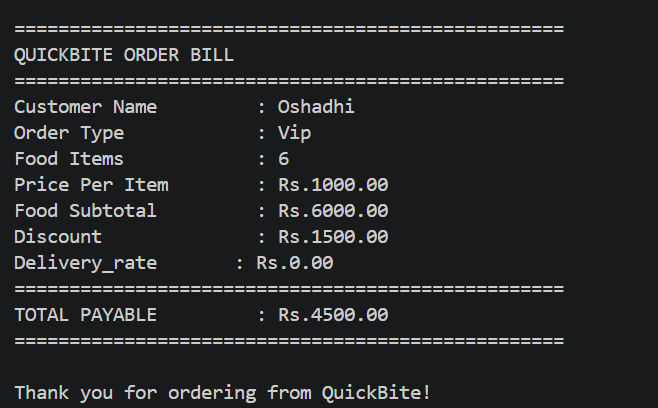 ==================================================
QUICKBITE ORDER BILL
==================================================
Customer Name         : Oshadhi
Order Type            : Vip
Food Items            : 6
Price Per Item        : Rs.1000.00
Food Subtotal         : Rs.6000.00
Discount              : Rs.1500.00
Delivery_rate       : Rs.0.00
==================================================
TOTAL PAYABLE         : Rs.4500.00
==================================================
Thank you for ordering from QuickBite!